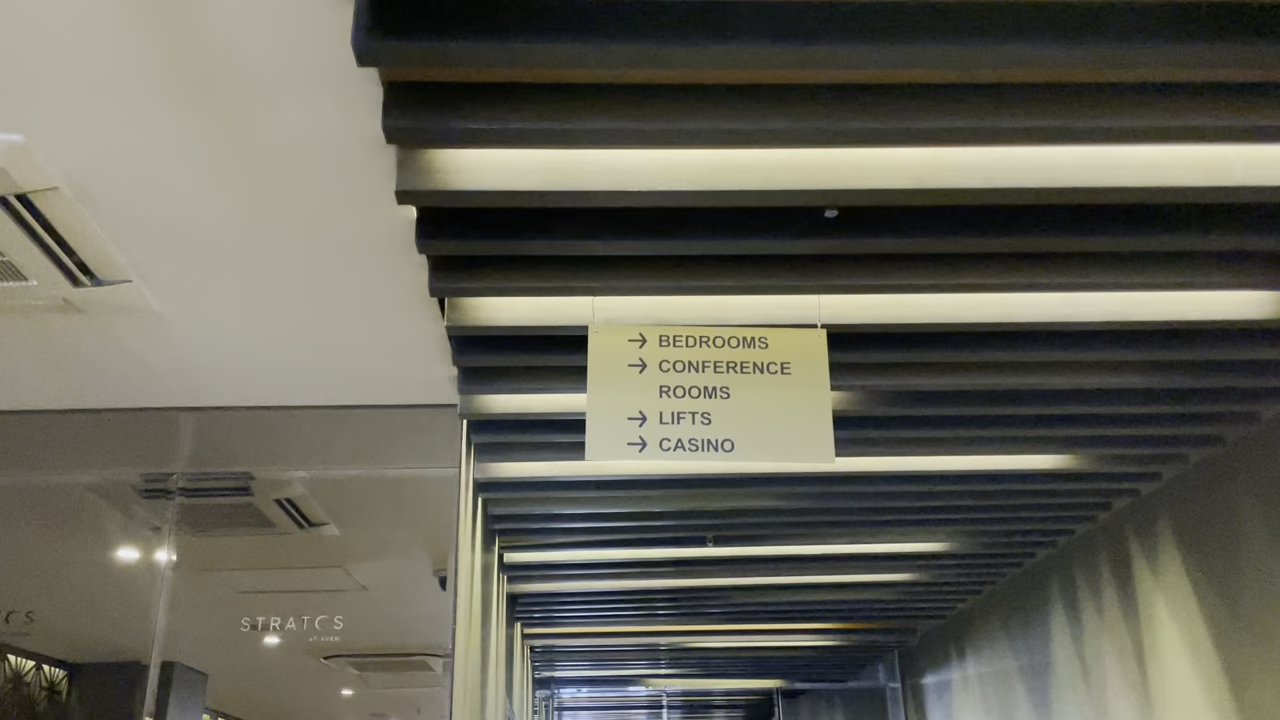 → BEDROOMS
→ CONFERENCE
ROOMS
→ LIFTS
→ CASINO
STRATOS